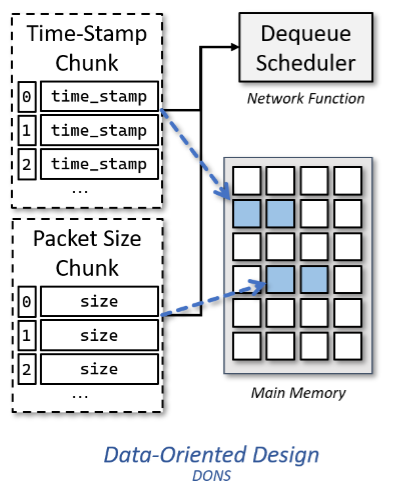 Time-Stamp
Chunk
0 time_stamp
1 time_stamp
2 time_stamp
...
Packet Size
Chunk
0 size
1 size
2 size
...
Dequeue
Scheduler
Network Function
Main Memory
Data-Oriented Design
DONS